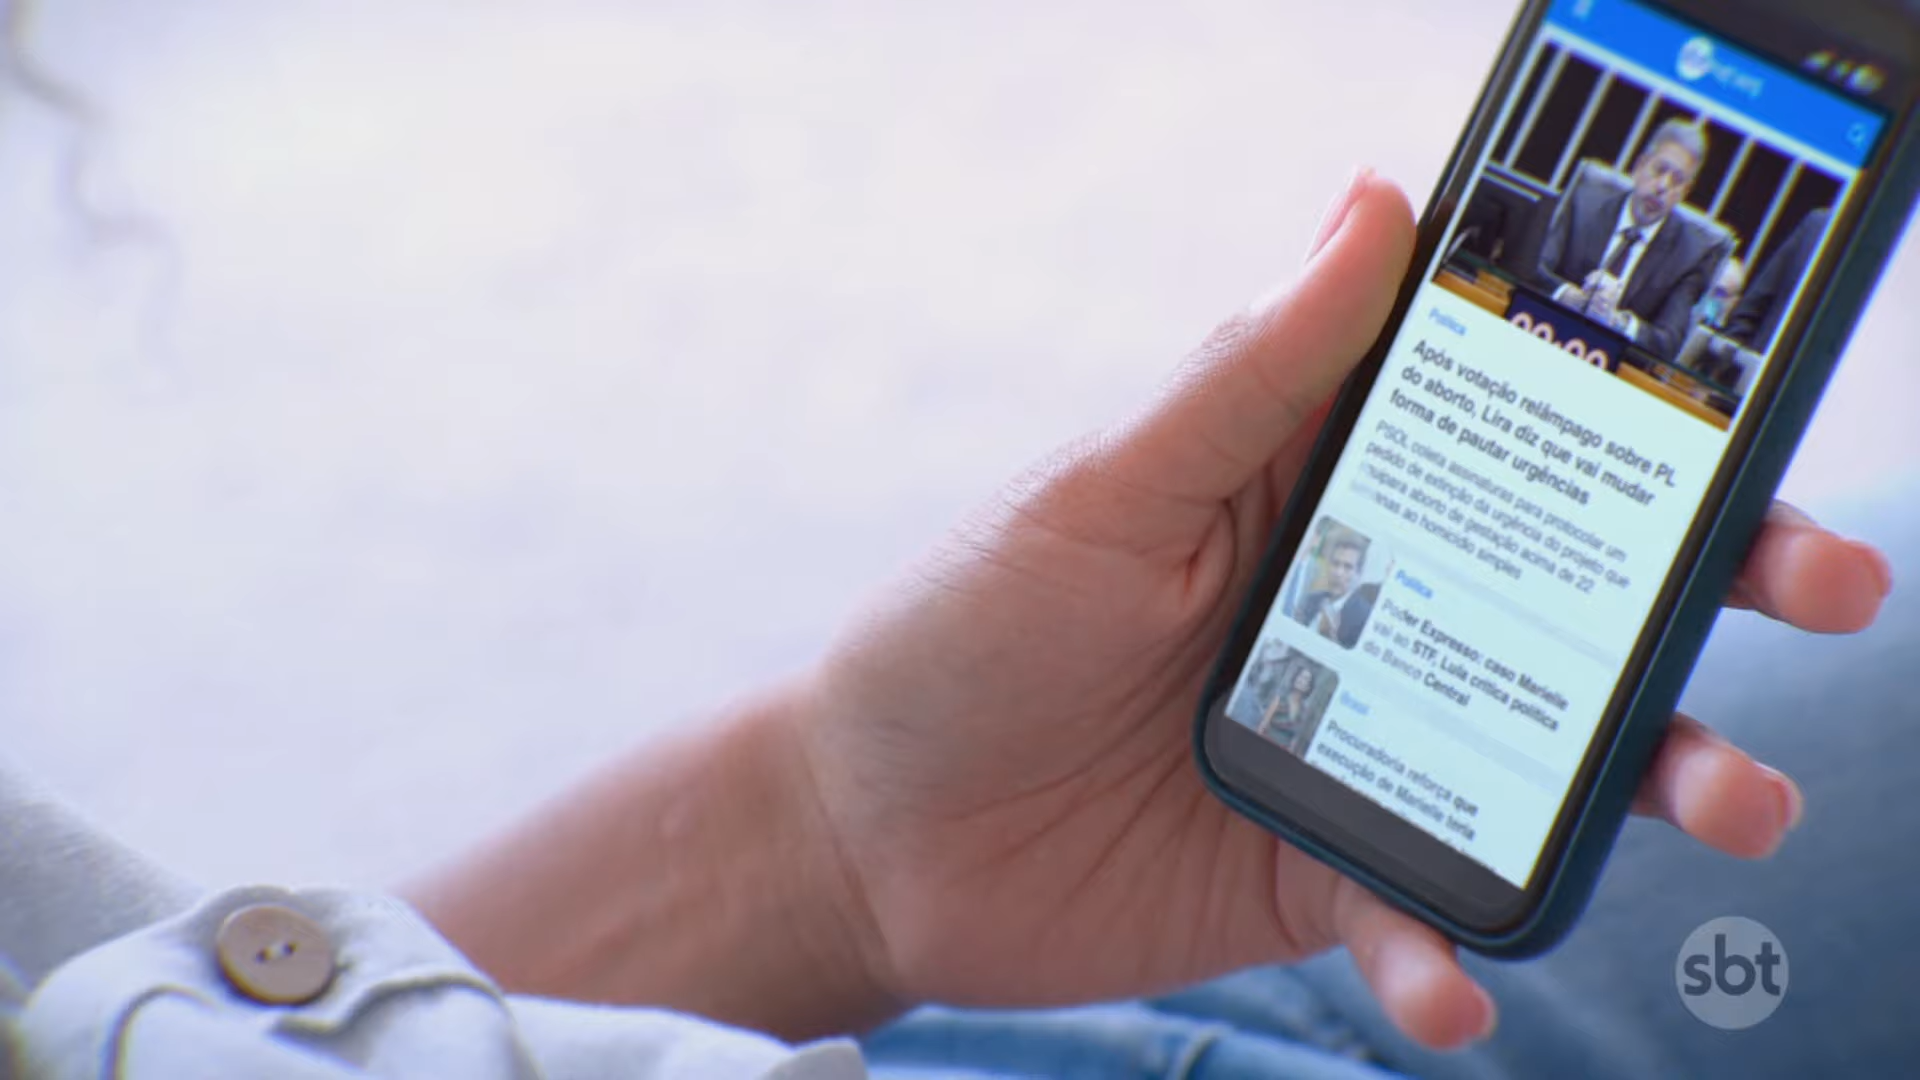 NEWS
Política
Após votação relâmpago sobre PL
do aborto, Lira diz que vai mudar
forma de pautar urgências
PSOL coleta assinaturas para protocolar um
pedido de extinção da urgência do projeto que
equipara aborto de gestação acima de 22
semanas ao homicídio simples
Política
Poder Expresso: caso Marielle
vai ao STF, Lula critica política
do Banco Central
Brasil
Procuradoria reforça que
execução de Marielle teria
sbt